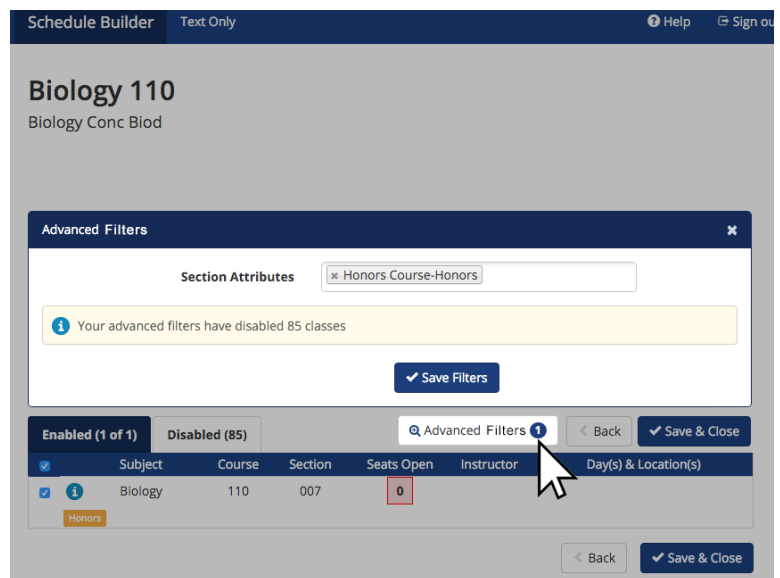 Schedule Builder Text Only Help Sign ou
Biology 110
Biology Conc Biod
Advanced Filters
Section Attributes × Honors Course-Honors
Your advanced filters have disabled 85 classes
Save Filters
Enabled (1 of 1) Disabled (85) Advanced Filters 1 < Back Save & Close
Subject Course Section Seats Open Instructor Day(s) & Location(s)
Biology 110 007 0
Honors
< Back Save & Close